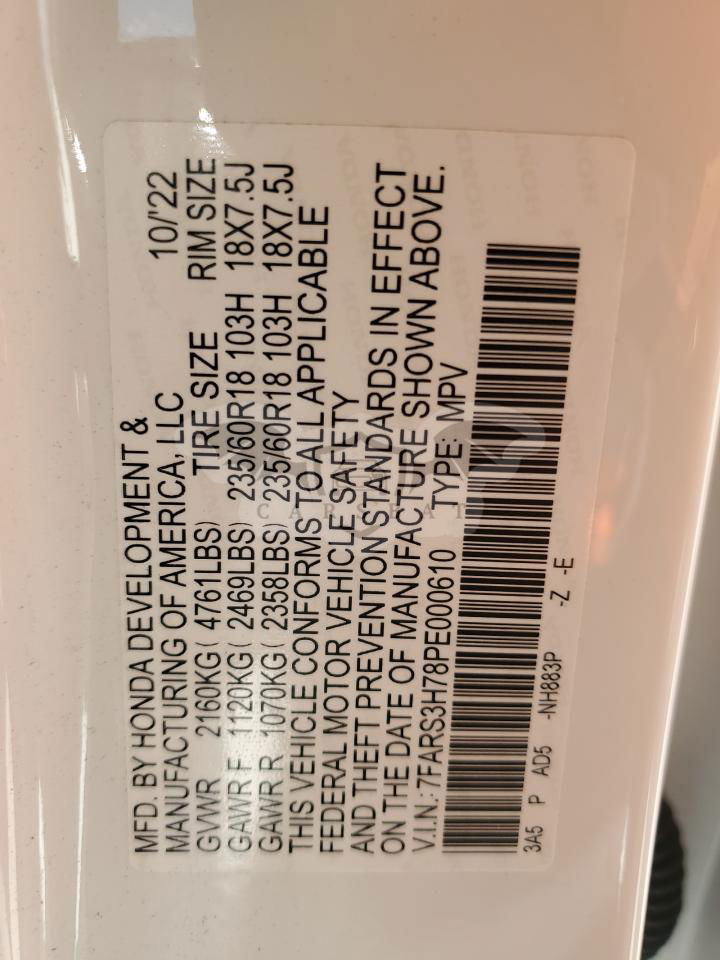 MFD. BY HONDA DEVELOPMENT &
MANUFACTURING OF AMERICA, LLC 10/'22
GVWR 2160KG( 4761LBS) TIRE SIZE RIM SIZE
GAWR F 1120KG( 2469LBS) 235/60R18 103H 18X7.5J
GAWR R 1070KG( 2358LBS) 235/60R18 103H 18X7.5J
THIS VEHICLE CONFORMS TO ALL APPLICABLE
FEDERAL MOTOR VEHICLE SAFETY
AND THEFT PREVENTION STANDARDS IN EFFECT
ON THE DATE OF MANUFACTURE SHOWN ABOVE.
V.I.N.: 7FARS3H78PE000610 TYPE: MPV
3A5 P AD5 -NH883P -Z -E
CARSEAT